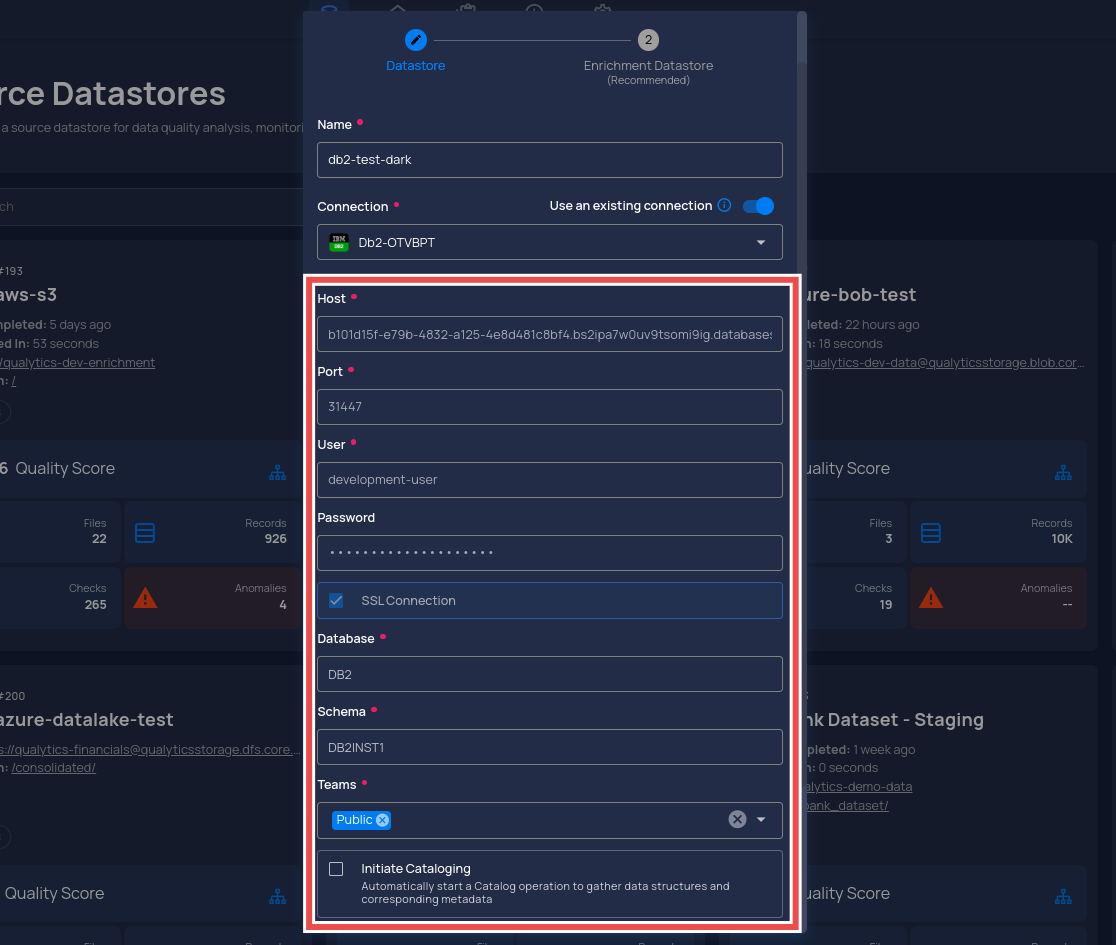 Datastore
2
Enrichment Datastore
(Recommended)
rce Datastores
a source datastore for data quality analysis, monitori
ch
Name
db2-test-dark
Connection
Use an existing connection
IBM
DB2
Db2-OTVBPT
Host
b101d15f-e79b-4832-a125-4e8d481c8bf4.bs2ipa7w0uv9tsomi9ig.databases
Port
31447
User
development-user
Password
••••••••••••••••••••
SSL Connection
Database
DB2
Schema
DB2INST1
Teams
Public
Initiate Cataloging
Automatically start a Catalog operation to gather data structures and
corresponding metadata
#193
aws-s3
mpleted: 5 days ago
ed In: 53 seconds
/qualytics-dev-enrichment
n: /
6 Quality Score
Files
22
Records
926
Checks
265
Anomalies
4
#200
azure-datalake-test
s://qualytics-financials@qualyticsstorage.dfs.core...
n: /consolidated/
Quality Score
ure-bob-test
leted: 22 hours ago
n: 18 seconds
qualytics-dev-data@qualyticsstorage.blob.cor...
uality Score
Files
3
Records
10K
Checks
19
Anomalies
--
nk Dataset - Staging
pleted: 1 week ago
n: 0 seconds
alytics-demo-data
bank_dataset/
uality Score